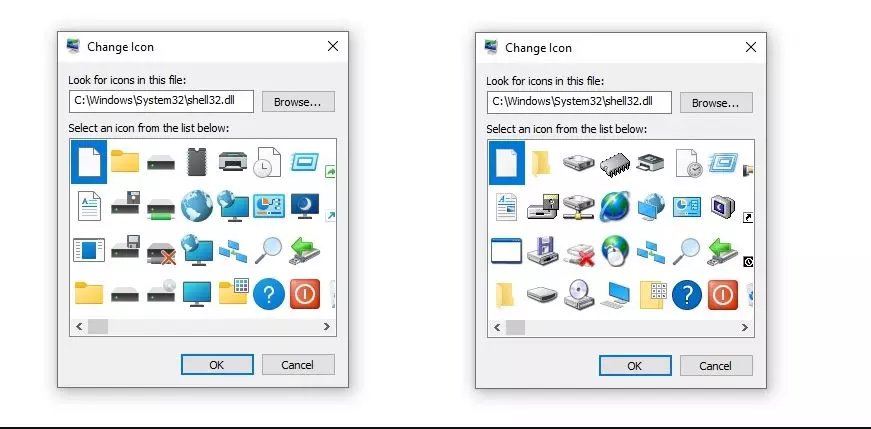 Change Icon
Look for icons in this file:
C:\Windows\System32\shell32.dll
Browse...
Select an icon from the list below:
OK
Cancel
Change Icon
Look for icons in this file:
C:\Windows\System32\shell32.dll
Browse...
Select an icon from the list below:
OK
Cancel